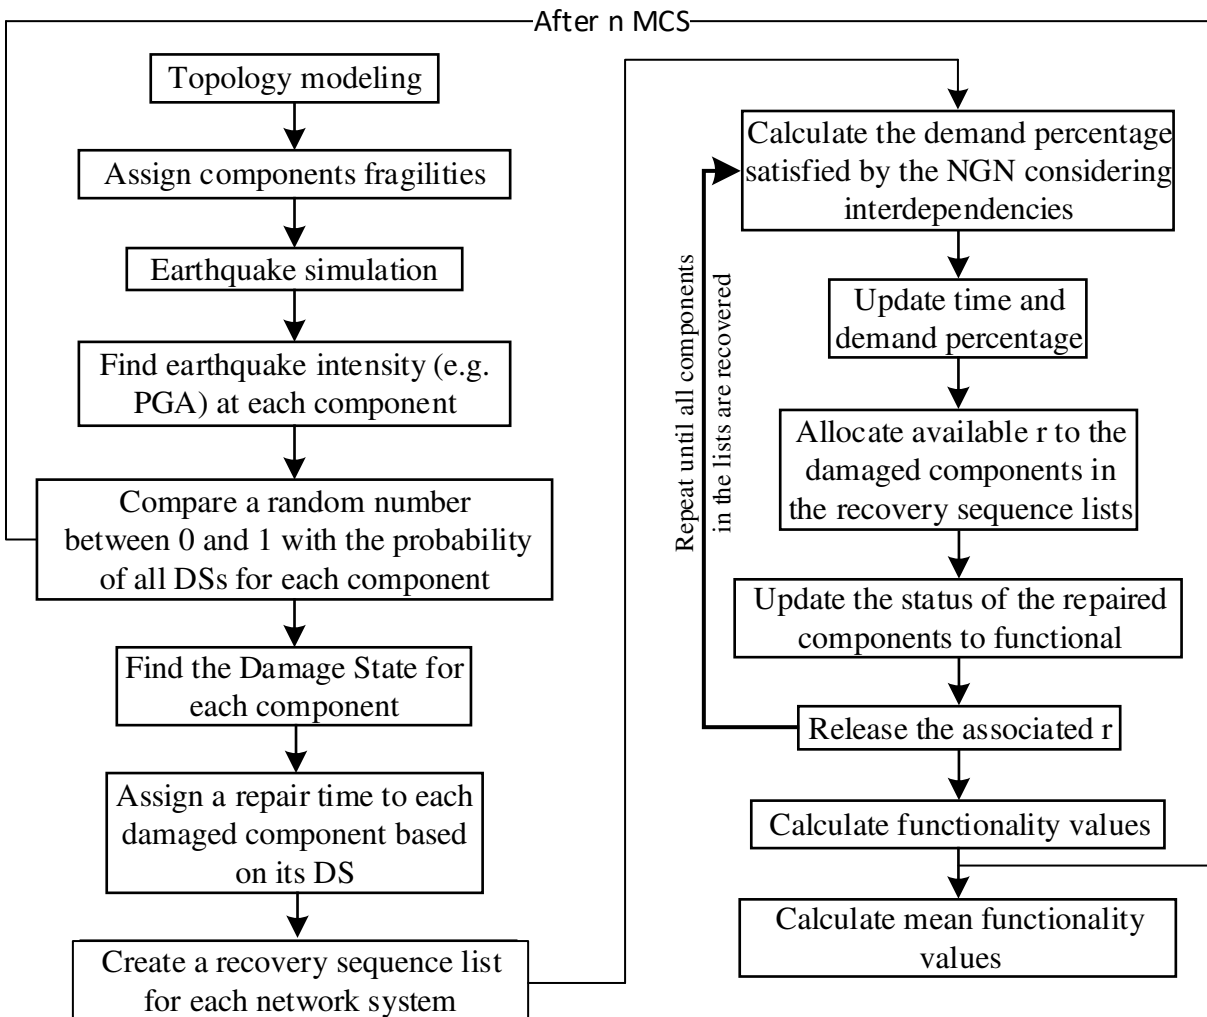 After n MCS
Topology modeling
Assign components fragilities
Earthquake simulation
Find earthquake intensity (e.g.
PGA) at each component
Compare a random number
between 0 and 1 with the probability
of all DSs for each component
Find the Damage State for
each component
Assign a repair time to each
damaged component based
on its DS
Create a recovery sequence list
for each network system
Calculate the demand percentage
satisfied by the NGN considering
interdependencies
Update time and
demand percentage
Allocate available r to the
damaged components in
the recovery sequence lists
Update the status of the repaired
components to functional
Release the associated r
Repeat until all components
in the lists are recovered
Calculate functionality values
Calculate mean functionality
values